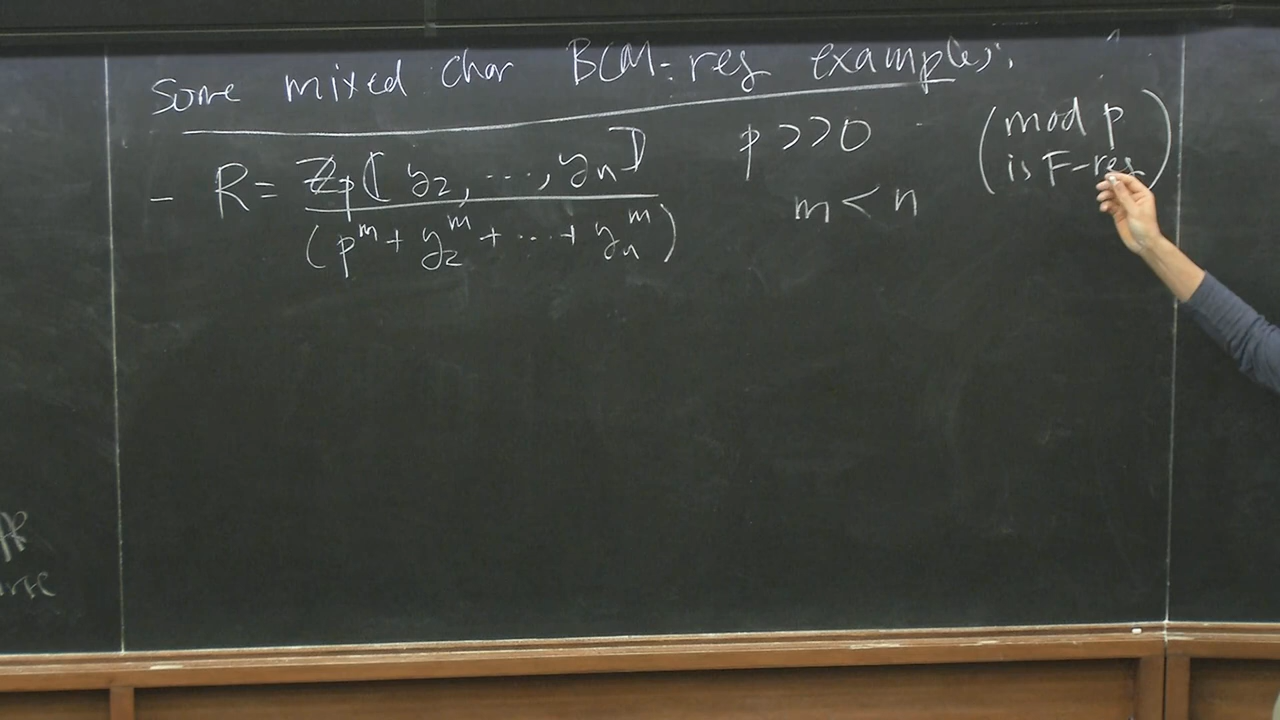 Some mixed char BCM-reg examples:
- R = Zp⟦y₂, ..., yₙ⟧ / (p^m + y₂^m + ... + yₙ^m) p >> 0 (mod p
m < n is F-reg)